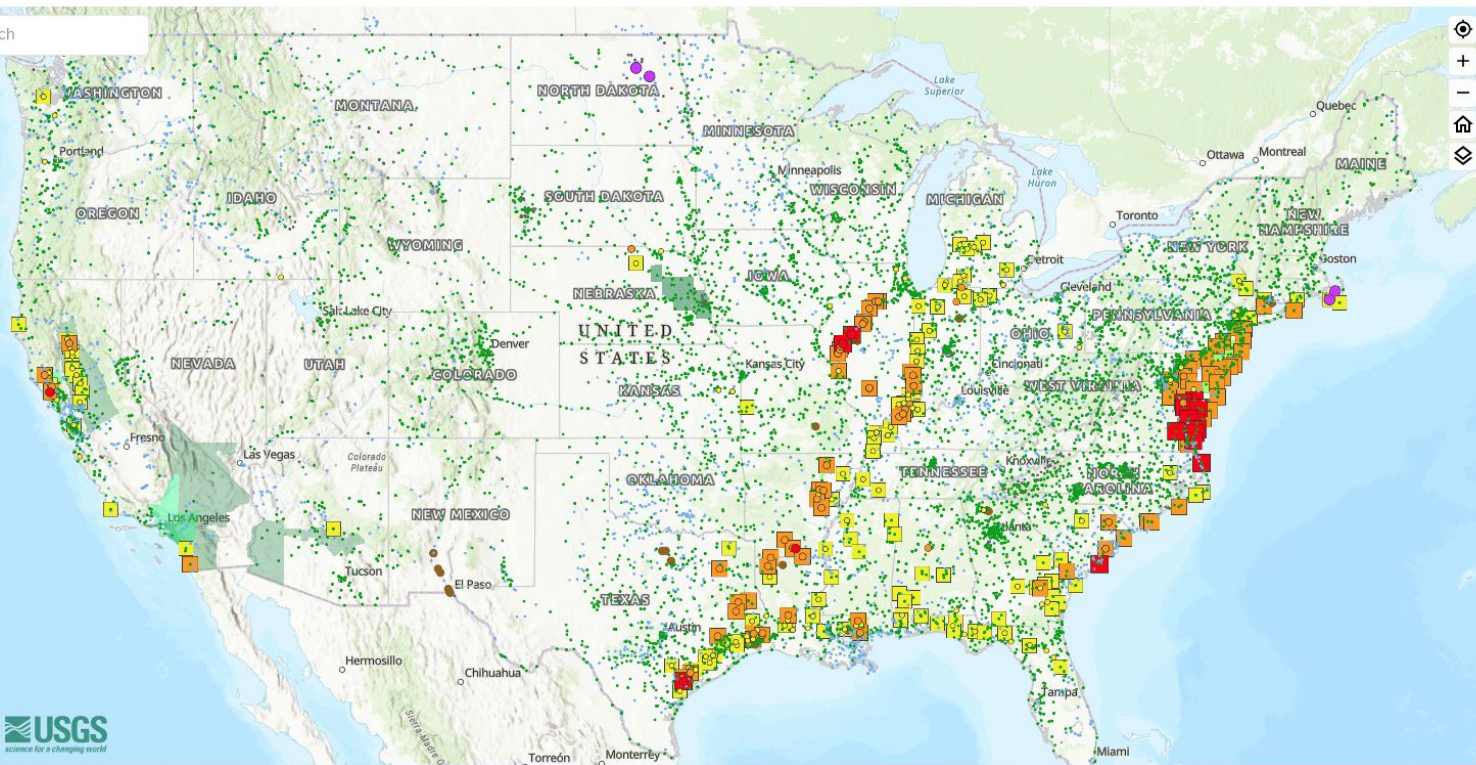 ch
Lake
Superior
Quebec
WASHINGTON
NORTH DAKOTA
MONTANA
MINNESOTA
Portland
Ottawa
Montreal
MAINE
Minneapolis
Lake
Huron
WISCONSIN
IDAHO
SOUTH DAKOTA
MICHIGAN
OREGON
Toronto
NEW
HAMPSHIRE
WYOMING
NEW YORK
Detroit
Boston
IOWA
Cleveland
NEBRASKA
Salt Lake City
PENNSYLVANIA
UNITED
STATES
OHIO
Denver
NEVADA
UTAH
Kansas City
Cincinnati
COLORADO
KANSAS
Louisville
WEST VIRGINIA
Fresno
Las Vegas
Colorado
Plateau
Knoxville
TENNESSEE
NORTH
CAROLINA
OKLAHOMA
Los Angeles
NEW MEXICO
Atlanta
Tucson
El Paso
TEXAS
Austin
Hermosillo
Chihuahua
Tampa
USGS
science for a changing world
Sierra Madre O
Torreón
Monterrey
Miami